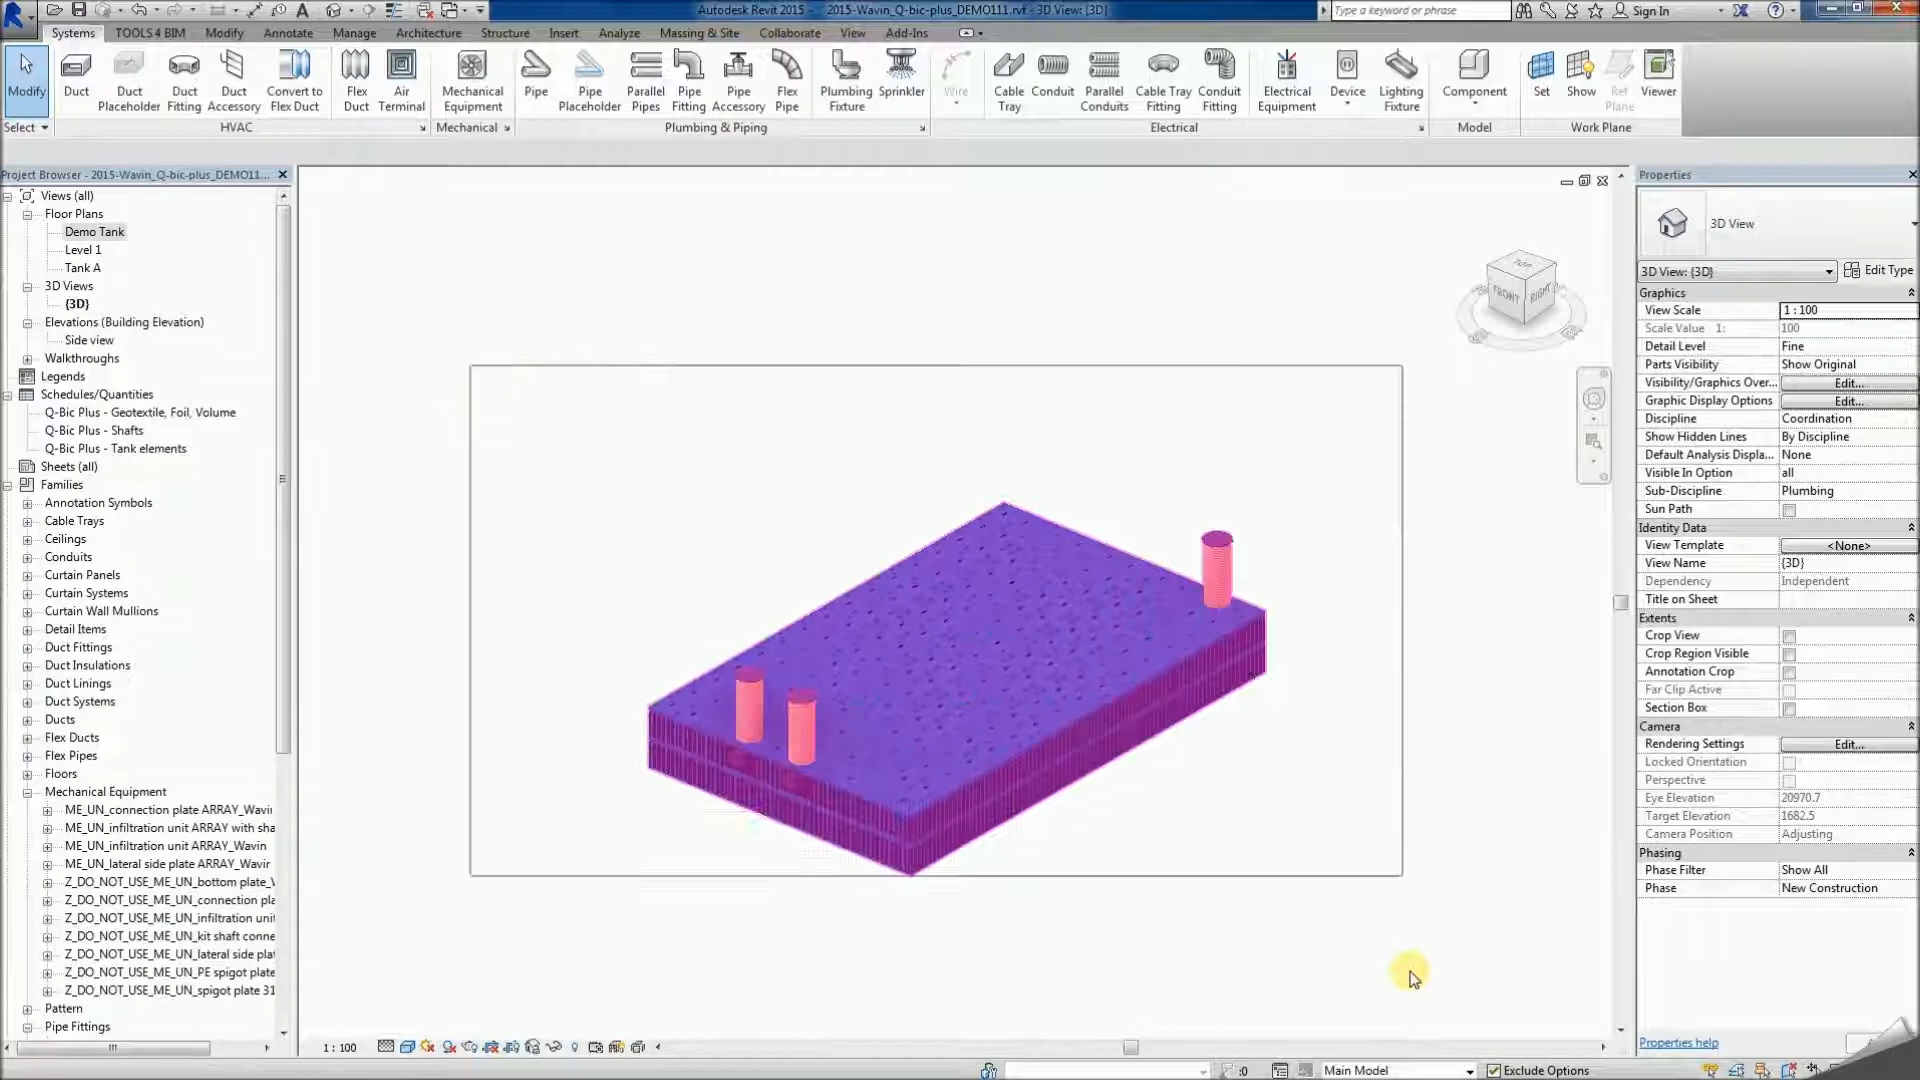 Autodesk Revit 2015 - 2015-Wavin_Q-bic-plus_DEMO111.rvt - 3D View: {3D}
Type a keyword or phrase
Sign In
Systems TOOLS 4 BIM Modify Annotate Manage Architecture Structure Insert Analyze Massing & Site Collaborate View Add-Ins
Modify Duct Duct Placeholder Duct Fitting Duct Accessory Convert to Flex Duct Flex Duct Air Terminal Mechanical Equipment Pipe Pipe Placeholder Parallel Pipes Pipe Fitting Pipe Accessory Flex Pipe Plumbing Fixture Sprinkler Wire Cable Tray Conduit Parallel Conduits Cable Tray Fitting Conduit Fitting Electrical Equipment Device Lighting Fixture Component Set Show Ref Plane Viewer
Select HVAC Mechanical Plumbing & Piping Electrical Model Work Plane
Project Browser - 2015-Wavin_Q-bic-plus_DEMO11...
Views (all)
Floor Plans
Demo Tank
Level 1
Tank A
3D Views
{3D}
Elevations (Building Elevation)
Side view
Walkthroughs
Legends
Schedules/Quantities
Q-Bic Plus - Geotextile, Foil, Volume
Q-Bic Plus - Shafts
Q-Bic Plus - Tank elements
Sheets (all)
Families
Annotation Symbols
Cable Trays
Ceilings
Conduits
Curtain Panels
Curtain Systems
Curtain Wall Mullions
Detail Items
Duct Fittings
Duct Insulations
Duct Linings
Duct Systems
Ducts
Flex Ducts
Flex Pipes
Floors
Mechanical Equipment
ME_UN_connection plate ARRAY_Wavin
ME_UN_infiltration unit ARRAY with sha
ME_UN_infiltration unit ARRAY_Wavin
ME_UN_lateral side plate ARRAY_Wavir
Z_DO_NOT_USE_ME_UN_bottom plate_V
Z_DO_NOT_USE_ME_UN_connection pla
Z_DO_NOT_USE_ME_UN_infiltration unit
Z_DO_NOT_USE_ME_UN_kit shaft conne
Z_DO_NOT_USE_ME_UN_lateral side plat
Z_DO_NOT_USE_ME_UN_PE spigot plate
Z_DO_NOT_USE_ME_UN_spigot plate 31
Pattern
Pipe Fittings
TOP
FRONT RIGHT
1 : 100
Properties
3D View
3D View: {3D} Edit Type
Graphics
View Scale 1 : 100
Scale Value 1: 100
Detail Level Fine
Parts Visibility Show Original
Visibility/Graphics Over... Edit...
Graphic Display Options Edit...
Discipline Coordination
Show Hidden Lines By Discipline
Default Analysis Displa... None
Visible In Option all
Sub-Discipline Plumbing
Sun Path
Identity Data
View Template <None>
View Name {3D}
Dependency Independent
Title on Sheet
Extents
Crop View
Crop Region Visible
Annotation Crop
Far Clip Active
Section Box
Camera
Rendering Settings Edit...
Locked Orientation
Perspective
Eye Elevation 20970.7
Target Elevation 1682.5
Camera Position Adjusting
Phasing
Phase Filter Show All
Phase New Construction
Properties help
:0 Main Model Exclude Options